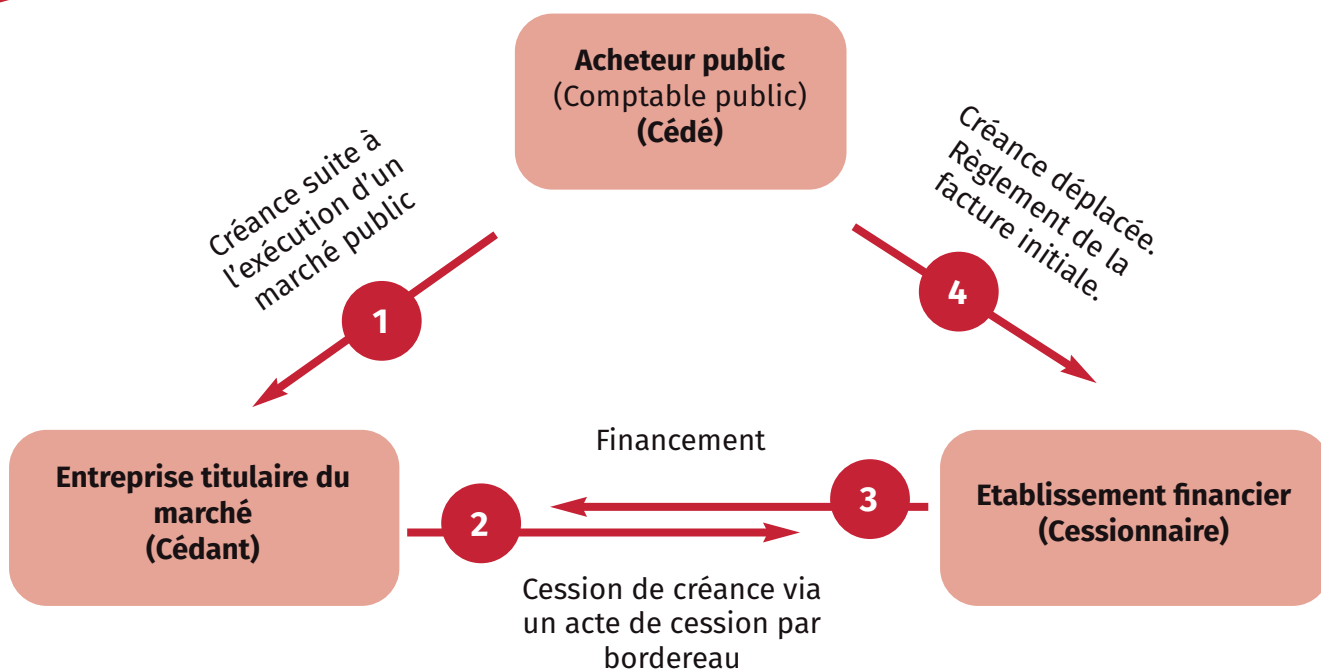 Acheteur public
(Comptable public)
(Cédé)
Créance suite à
l'exécution d'un
marché public
1
Créance déplacée.
Règlement de la
facture initiale.
4
Entreprise titulaire du
marché
(Cédant)
Financement
2
3
Cession de créance via
un acte de cession par
bordereau
Etablissement financier
(Cessionnaire)